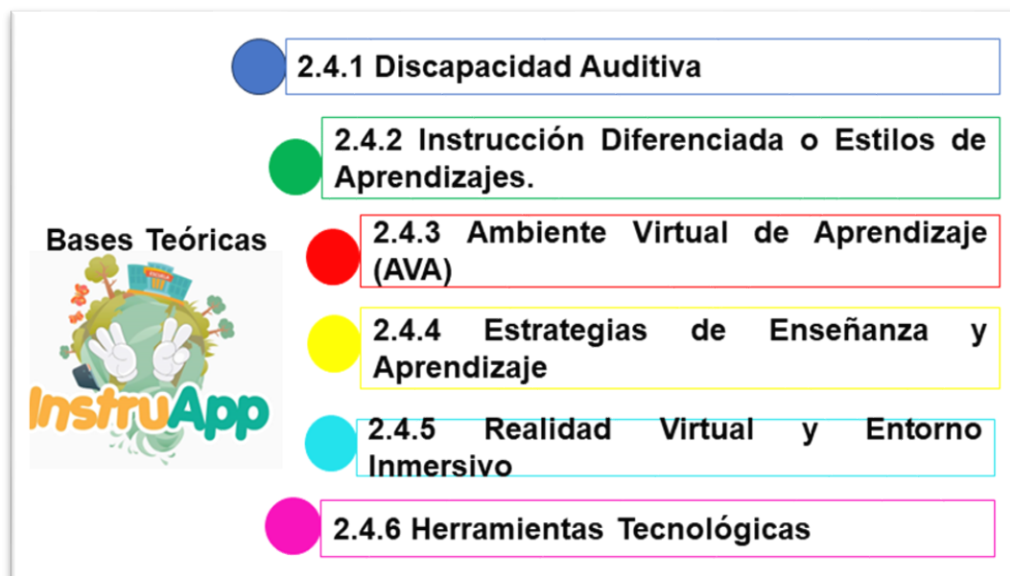 2.4.1 Discapacidad Auditiva
2.4.2 Instrucción Diferenciada o Estilos de
Aprendizajes.
Bases Teóricas
2.4.3 Ambiente Virtual de Aprendizaje
(AVA)
2.4.4 Estrategias de Enseñanza y
Aprendizaje
InstruApp
2.4.5 Realidad Virtual y Entorno
Inmersivo
2.4.6 Herramientas Tecnológicas